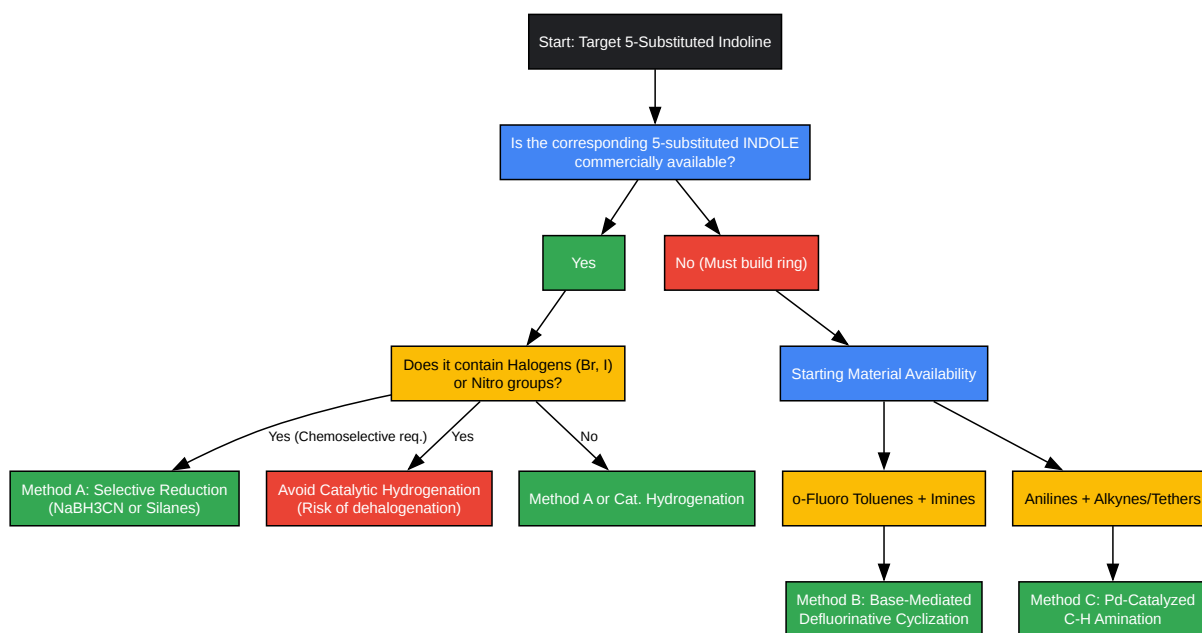 Start: Target 5-Substituted Indoline
Is the corresponding 5-substituted INDOLE
commercially available?
Yes
No (Must build ring)
Does it contain Halogens (Br, I)
or Nitro groups?
Starting Material Availability
Yes (Chemoselective req.)
Yes
No
Method A: Selective Reduction
(NaBH3CN or Silanes)
Avoid Catalytic Hydrogenation
(Risk of dehalogenation)
Method A or Cat. Hydrogenation
o-Fluoro Toluenes + Imines
Anilines + Alkynes/Tethers
Method B: Base-Mediated
Defluorinative Cyclization
Method C: Pd-Catalyzed
C-H Amination